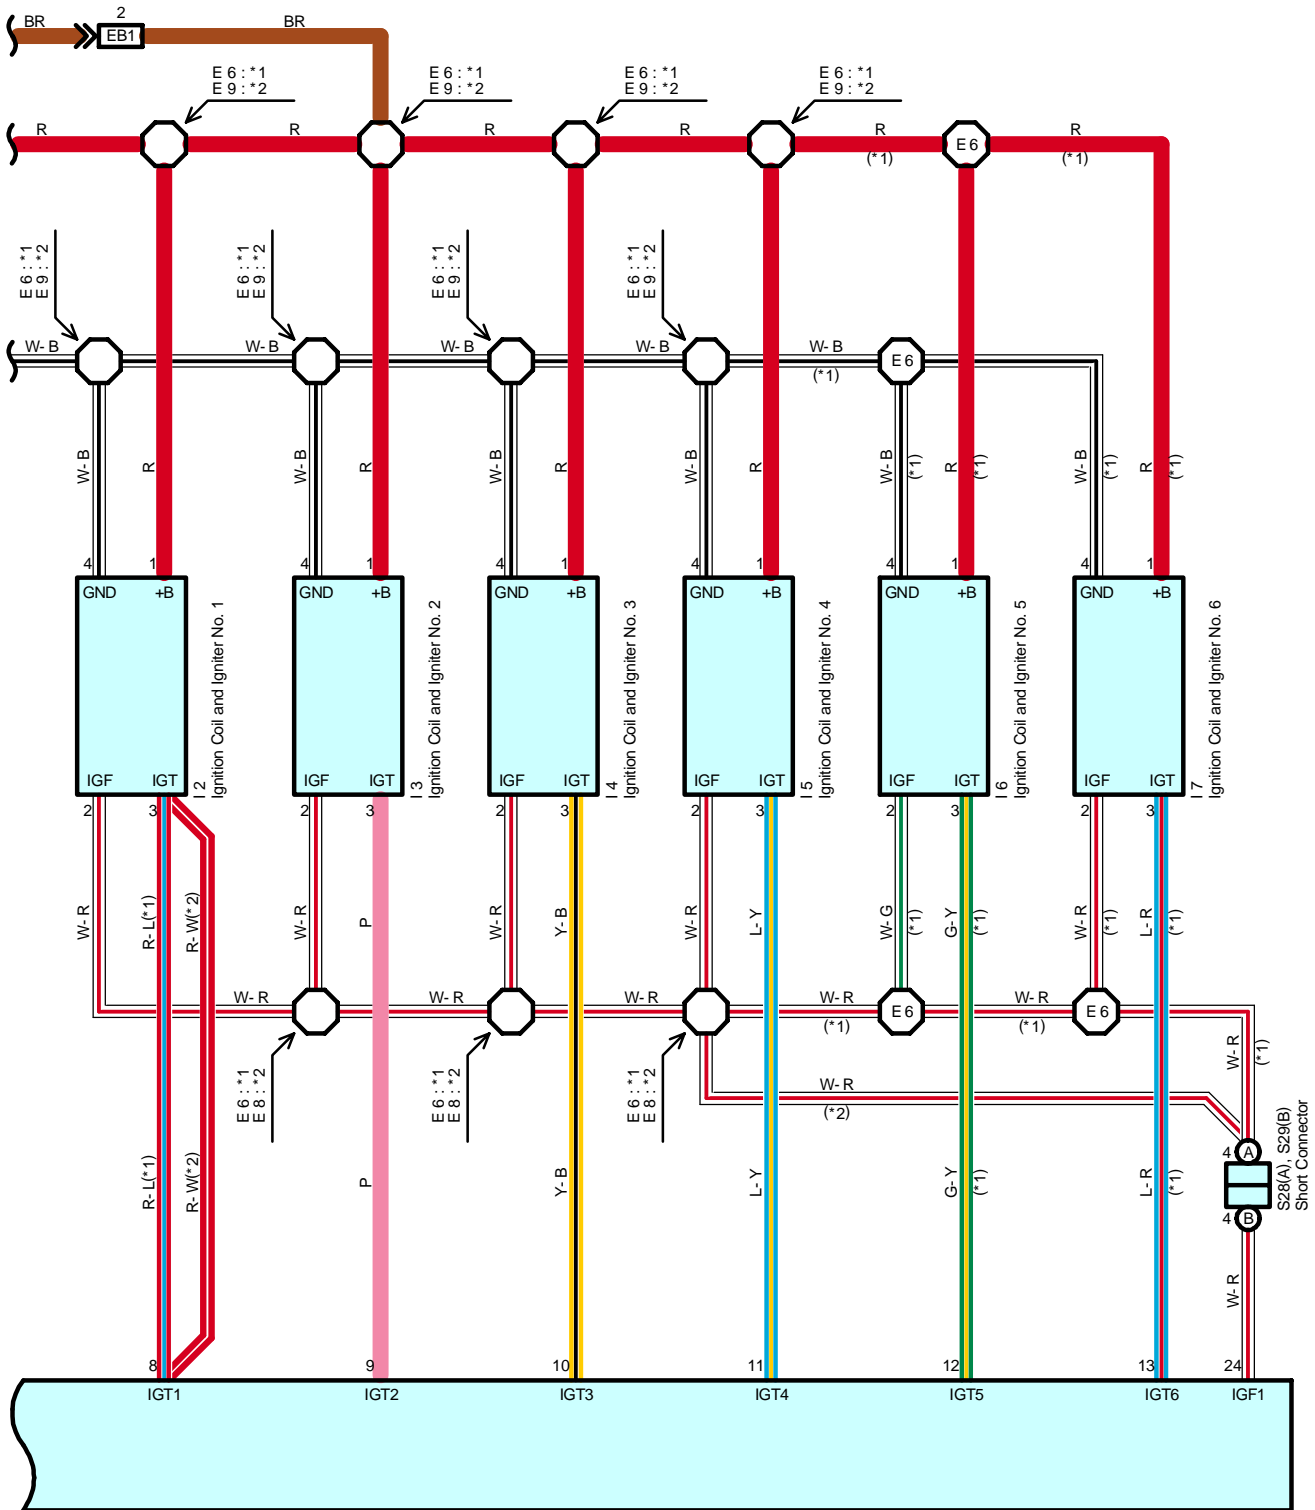 2
BR
EB1
BR
E 6 : *1
E 9 : *2
E 6 : *1
E 9 : *2
E 6 : *1
E 9 : *2
E 6 : *1
E 9 : *2
R
R
R
R
R
(*1)
E 6
R
(*1)
E 6 : *1
E 9 : *2
E 6 : *1
E 9 : *2
E 6 : *1
E 9 : *2
E 6 : *1
E 9 : *2
W- B
W- B
W- B
W- B
W- B
(*1)
E 6
W- B
R
W- B
R
W- B
R
W- B
R
W- B
(*1)
R
(*1)
W- B
(*1)
R
(*1)
4
1
4
1
4
1
4
1
4
1
4
1
GND
+B
GND
+B
GND
+B
GND
+B
GND
+B
GND
+B
I 2
Ignition Coil and Igniter No. 1
I 3
Ignition Coil and Igniter No. 2
I 4
Ignition Coil and Igniter No. 3
I 5
Ignition Coil and Igniter No. 4
I 6
Ignition Coil and Igniter No. 5
I 7
Ignition Coil and Igniter No. 6
IGF
IGT
IGF
IGT
IGF
IGT
IGF
IGT
IGF
IGT
IGF
IGT
2
3
2
3
2
3
2
3
2
3
2
3
W- R
R- L(*1)
R- W(*2)
W- R
P
W- R
Y- B
W- R
L- Y
W- G
(*1)
G- Y
(*1)
W- R
(*1)
L- R
(*1)
W- R
W- R
W- R
W- R
(*1)
E 6
W- R
(*1)
E 6
E 6 : *1
E 8 : *2
E 6 : *1
E 8 : *2
E 6 : *1
E 8 : *2
W- R
(*2)
W- R
(*1)
R- L(*1)
R- W(*2)
P
Y- B
L- Y
G- Y
(*1)
L- R
(*1)
4
A
4
B
S28(A), S29(B)
Short Connector
W- R
8
9
10
11
12
13
24
IGT1
IGT2
IGT3
IGT4
IGT5
IGT6
IGF1